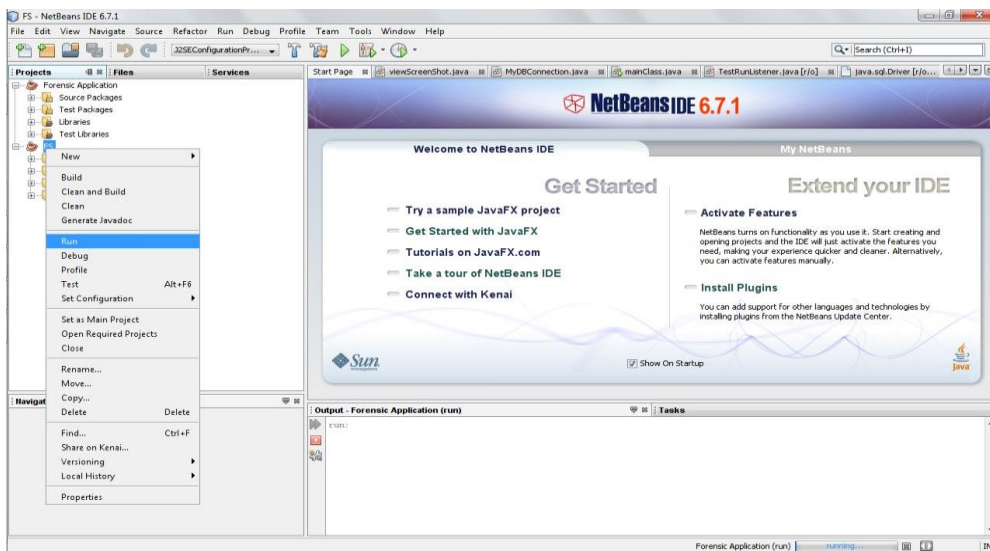 FS - NetBeans IDE 6.7.1
File Edit View Navigate Source Refactor Run Debug Profile Team Tools Window Help
J2SEConfigurationPr...
Search (Ctrl+I)
Projects
Files
Services
Forensic Application
Source Packages
Test Packages
Libraries
Test Libraries
FS
New
Build
Clean and Build
Clean
Generate Javadoc
Run
Debug
Profile
Test Alt+F6
Set Configuration
Set as Main Project
Open Required Projects
Close
Rename...
Move...
Copy...
Delete Delete
Find... Ctrl+F
Share on Kenai...
Versioning
Local History
Properties
Navigat
Start Page
viewScreenShot.java
MyDBConnection.java
mainClass.java
TestRunListener.java [r/o]
java.sql.Driver [r/o...
NetBeans IDE 6.7.1
Welcome to NetBeans IDE
My NetBeans
Get Started
Try a sample JavaFX project
Get Started with JavaFX
Tutorials on JavaFX.com
Take a tour of NetBeans IDE
Connect with Kenai
Extend your IDE
Activate Features
NetBeans turns on functionality as you use it. Start creating and
opening projects and the IDE will just activate the features you
need, making your experience quicker and cleaner. Alternatively,
you can activate features manually.
Install Plugins
You can add support for other languages and technologies by
installing plugins from the NetBeans Update Center.
Sun
Show On Startup
Java
Output - Forensic Application (run)
Tasks
run:
Forensic Application (run)
running...
IN